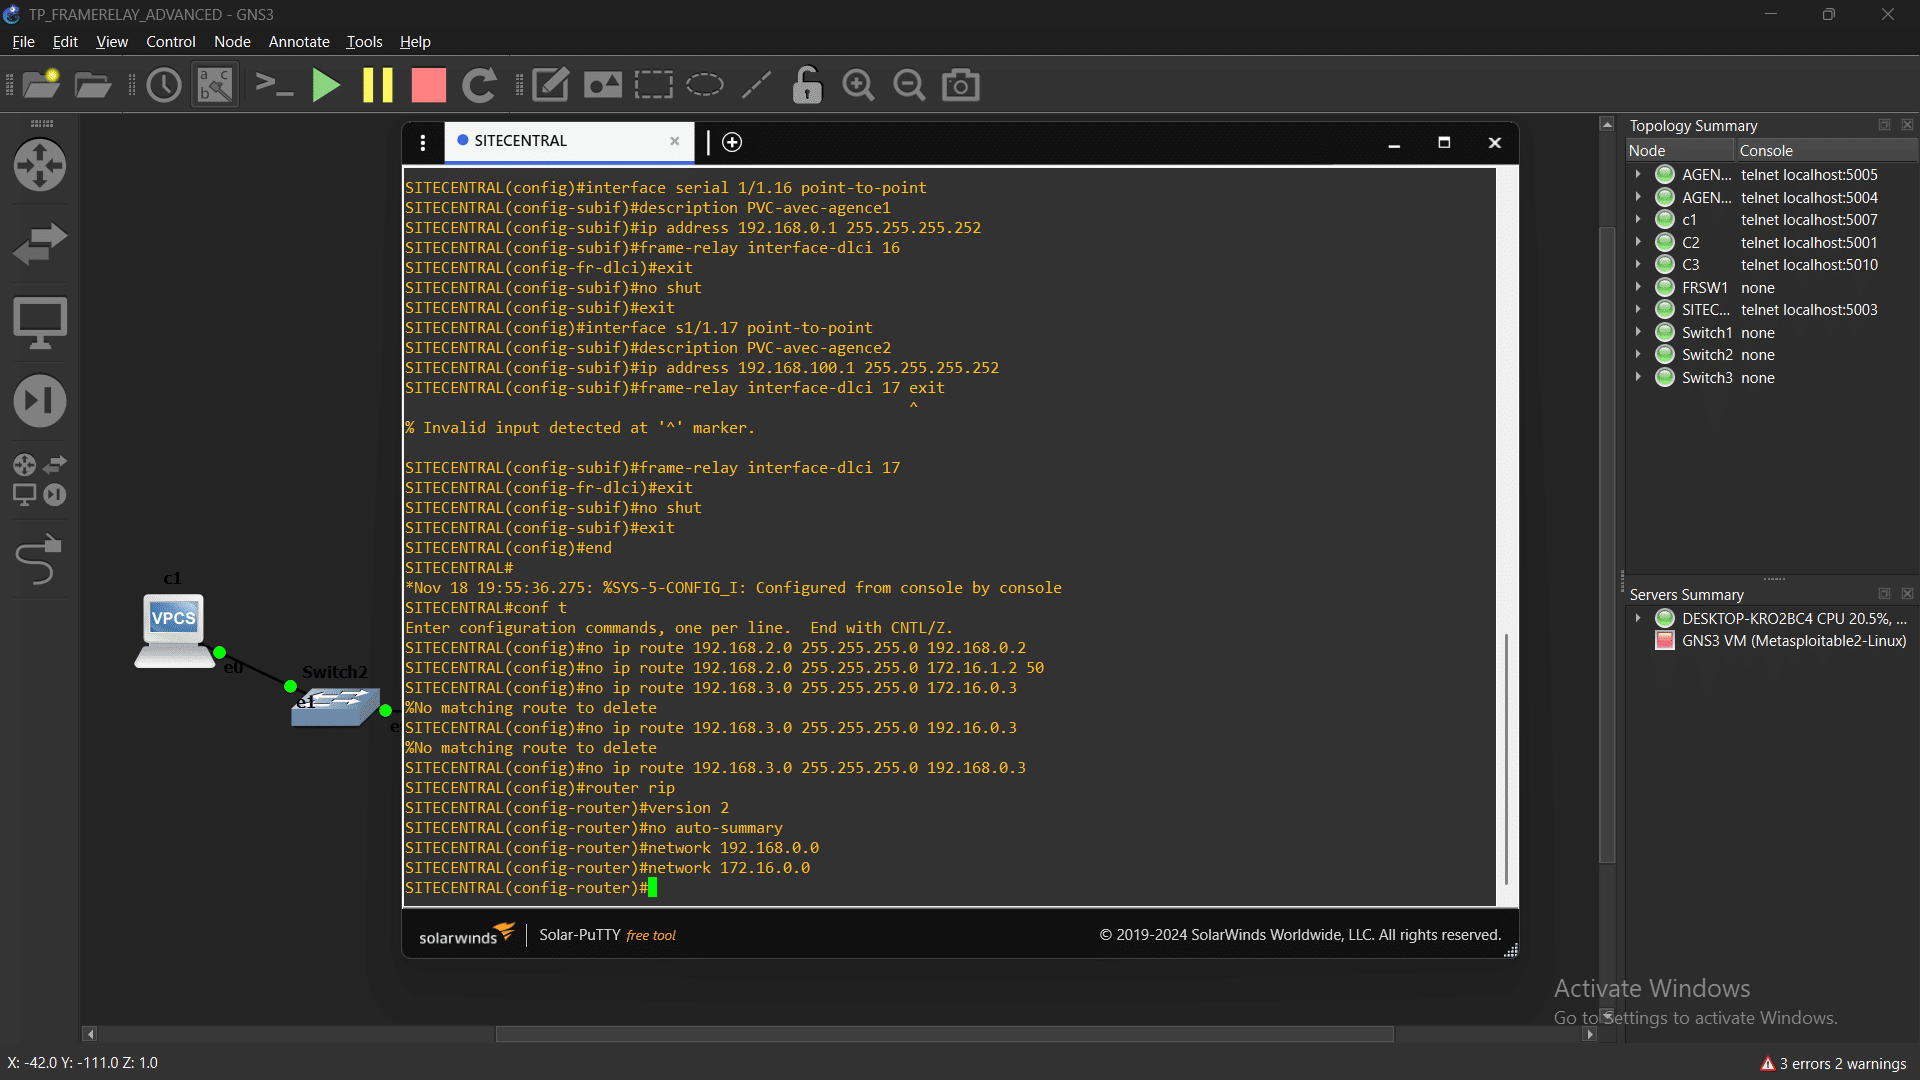 TP_FRAMERELAY_ADVANCED - GNS3
File Edit View Control Node Annotate Tools Help
SITECENTRAL
SITECENTRAL(config)#interface serial 1/1.16 point-to-point
SITECENTRAL(config-subif)#description PVC-avec-agence1
SITECENTRAL(config-subif)#ip address 192.168.0.1 255.255.255.252
SITECENTRAL(config-subif)#frame-relay interface-dlci 16
SITECENTRAL(config-fr-dlci)#exit
SITECENTRAL(config-subif)#no shut
SITECENTRAL(config-subif)#exit
SITECENTRAL(config)#interface s1/1.17 point-to-point
SITECENTRAL(config-subif)#description PVC-avec-agence2
SITECENTRAL(config-subif)#ip address 192.168.100.1 255.255.255.252
SITECENTRAL(config-subif)#frame-relay interface-dlci 17 exit
^
% Invalid input detected at '^' marker.
SITECENTRAL(config-subif)#frame-relay interface-dlci 17
SITECENTRAL(config-fr-dlci)#exit
SITECENTRAL(config-subif)#no shut
SITECENTRAL(config-subif)#exit
SITECENTRAL(config)#end
SITECENTRAL#
*Nov 18 19:55:36.275: %SYS-5-CONFIG_I: Configured from console by console
SITECENTRAL#conf t
Enter configuration commands, one per line.  End with CNTL/Z.
SITECENTRAL(config)#no ip route 192.168.2.0 255.255.255.0 192.168.0.2
SITECENTRAL(config)#no ip route 192.168.2.0 255.255.255.0 172.16.1.2 50
SITECENTRAL(config)#no ip route 192.168.3.0 255.255.255.0 172.16.0.3
%No matching route to delete
SITECENTRAL(config)#no ip route 192.168.3.0 255.255.255.0 192.16.0.3
%No matching route to delete
SITECENTRAL(config)#no ip route 192.168.3.0 255.255.255.0 192.168.0.3
SITECENTRAL(config)#router rip
SITECENTRAL(config-router)#version 2
SITECENTRAL(config-router)#no auto-summary
SITECENTRAL(config-router)#network 192.168.0.0
SITECENTRAL(config-router)#network 172.16.0.0
SITECENTRAL(config-router)#
solarwinds
Solar-PuTTY free tool
© 2019-2024 SolarWinds Worldwide, LLC. All rights reserved.
c1
VPCS
e0
Switch2
e1
e
Topology Summary
Node Console
AGEN... telnet localhost:5005
AGEN... telnet localhost:5004
c1 telnet localhost:5007
C2 telnet localhost:5001
C3 telnet localhost:5010
FRSW1 none
SITEC... telnet localhost:5003
Switch1 none
Switch2 none
Switch3 none
Servers Summary
DESKTOP-KRO2BC4 CPU 20.5%, ...
GNS3 VM (Metasploitable2-Linux)
Activate Windows
Go to Settings to activate Windows.
X: -42.0 Y: -111.0 Z: 1.0
3 errors 2 warnings